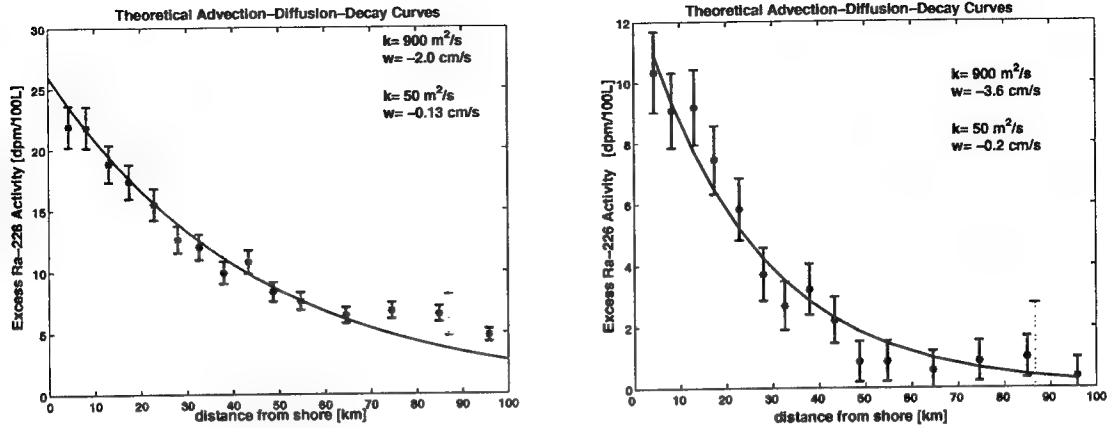 Theoretical Advection–Diffusion–Decay Curves
30
25
20
15
10
5
0
Excess Ra–226 Activity [dpm/100L]
k= 900 m²/s
w= –2.0 cm/s
k= 50 m²/s
w= –0.13 cm/s
0 10 20 30 40 50 60 70 80 90 100
distance from shore [km]
Theoretical Advection–Diffusion–Decay Curves
12
10
8
6
4
2
0
Excess Ra–226 Activity [dpm/100L]
k= 900 m²/s
w= –3.6 cm/s
k= 50 m²/s
w= –0.2 cm/s
0 10 20 30 40 50 60 70 80 90 100
distance from shore [km]